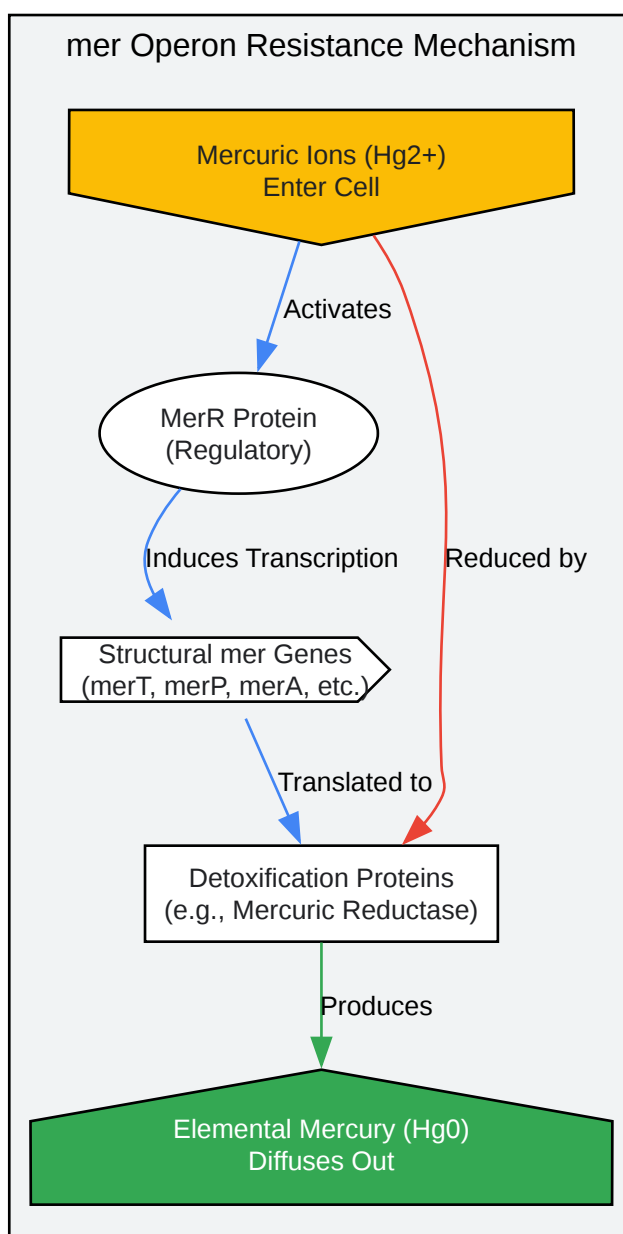 mer Operon Resistance Mechanism
Mercuric Ions (Hg2+)
Enter Cell
Activates
MerR Protein
(Regulatory)
Induces Transcription
Reduced by
Structural mer Genes
(merT, merP, merA, etc.)
Translated to
Detoxification Proteins
(e.g., Mercuric Reductase)
Produces
Elemental Mercury (Hg0)
Diffuses Out